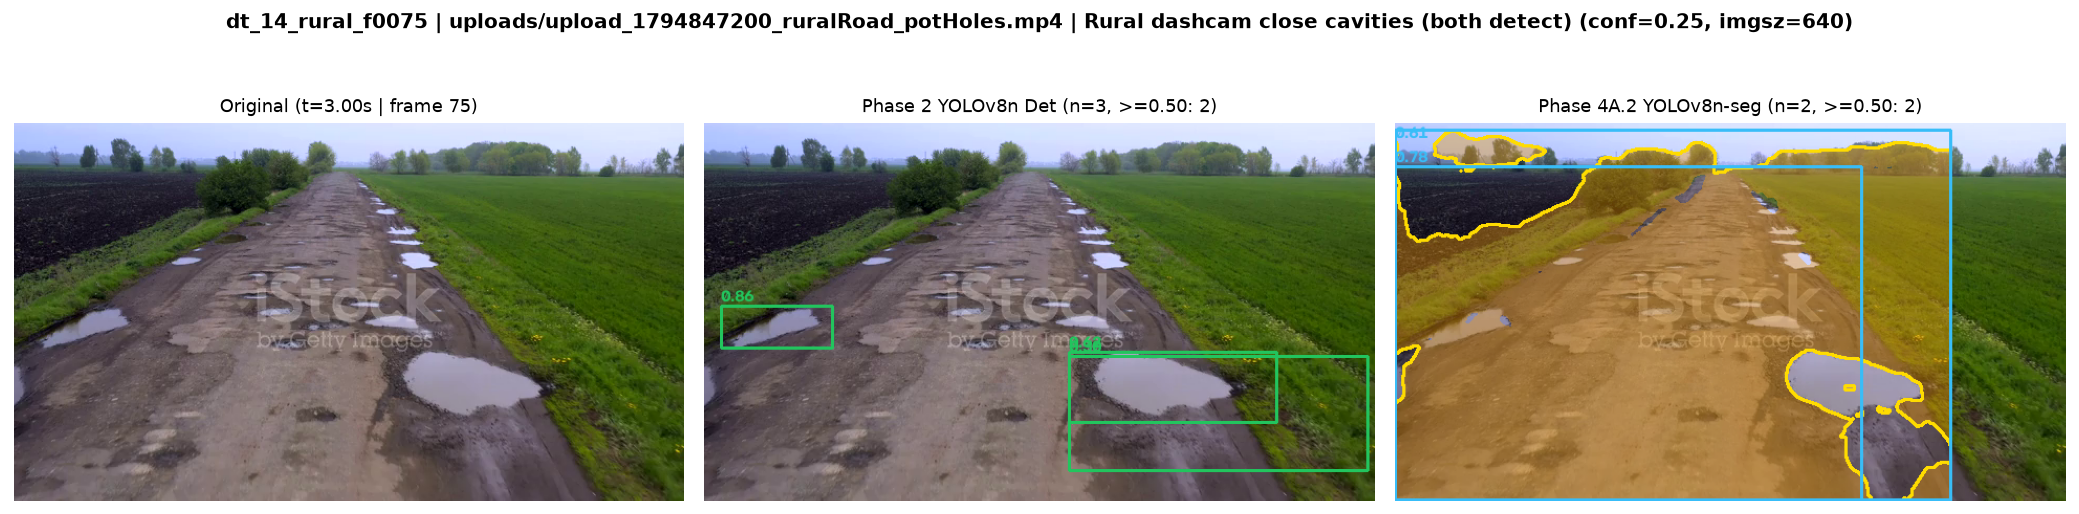 dt_14_rural_f0075 | uploads/upload_1794847200_ruralRoad_potHoles.mp4 | Rural dashcam close cavities (both detect) (conf=0.25, imgsz=640)
Original (t=3.00s | frame 75)
Phase 2 YOLOv8n Det (n=3, >=0.50: 2)
Phase 4A.2 YOLOv8n-seg (n=2, >=0.50: 2)
iStock
by Getty Images
0.86
iStock
by Getty Images
0.61
0.78
iStock
by Getty Images